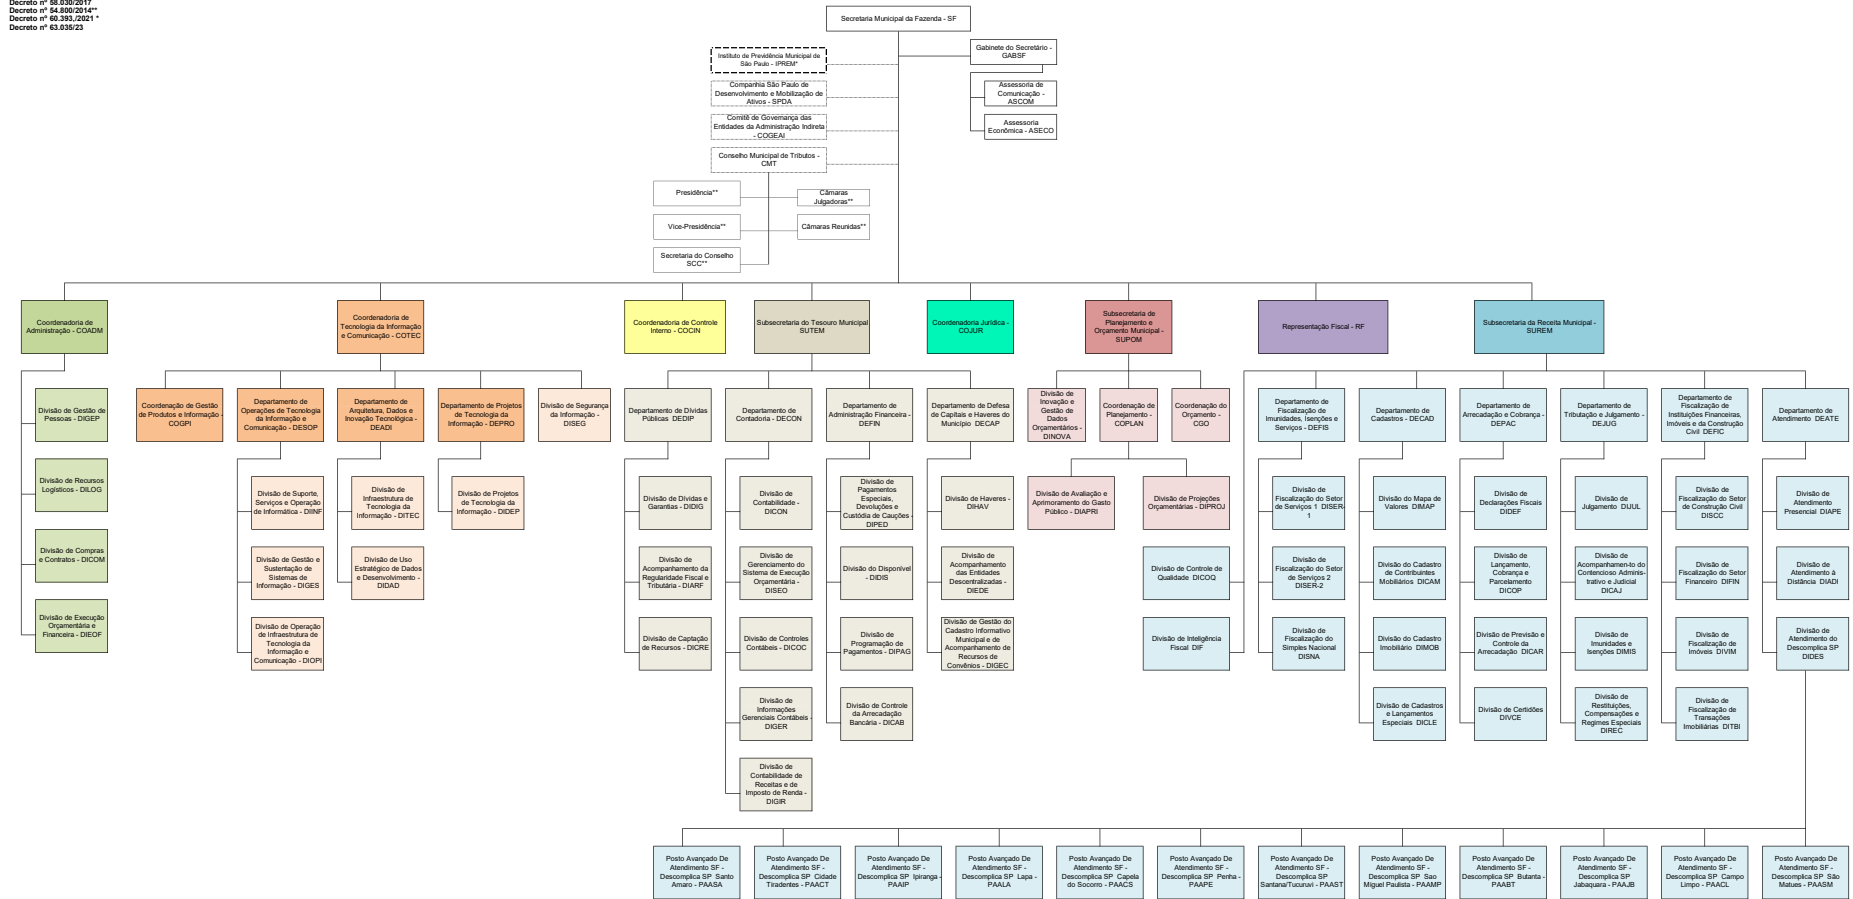 Decreto nº 58.030/2017
Decreto nº 54.800/2014**
Decreto nº 60.393,/2021 *
Decreto nº 63.035/23
Secretaria Municipal da Fazenda - SF
Instituto de Previdência Municipal de
São Paulo - IPREM*
Gabinete do Secretário -
GABSF
Companhia São Paulo de
Desenvolvimento e Mobilização de
Ativos - SPDA
Assessoria de
Comunicação -
ASCOM
Comitê de Governança das
Entidades da Administração Indireta
- COGEAI
Assessoria
Econômica - ASECO
Conselho Municipal de Tributos -
CMT
Presidência**
Câmaras
Julgadoras**
Vice-Presidência**
Câmaras Reunidas**
Secretaria do Conselho
SCC**
Coordenadoria de
Administração - COADM
Coordenadoria de
Tecnologia da Informação
e Comunicação - COTEC
Coordenadoria de Controle
Interno - COCIN
Subsecretaria do Tesouro Municipal
SUTEM
Coordenadoria Jurídica -
COJUR
Subsecretaria de
Planejamento e
Orçamento Municipal -
SUPOM
Representação Fiscal - RF
Subsecretaria da Receita Municipal -
SUREM
Divisão de Gestão de
Pessoas - DIGEP
Coordenação de Gestão
de Produtos e Informação -
COGPI
Departamento de
Operações de Tecnologia
da Informação e
Comunicação - DESOP
Departamento de
Arquitetura, Dados e
Inovação Tecnológica -
DEADI
Departamento de Projetos
de Tecnologia da
Informação - DEPRO
Divisão de Segurança
da Informação -
DISEG
Departamento de Dívidas
Públicas DEDIP
Departamento de
Contadoria - DECON
Departamento de
Administração Financeira -
DEFIN
Departamento de Defesa
de Capitais e Haveres do
Município DECAP
Divisão de
Inovação e
Gestão de
Dados
Orçamentários -
DINOVA
Coordenação de
Planejamento -
COPLAN
Coordenação do
Orçamento -
CGO
Departamento de
Fiscalização de
Imunidades, Isenções e
Serviços - DEFIS
Departamento de
Cadastros - DECAD
Departamento de
Arrecadação e Cobrança -
DEPAC
Departamento de
Tributação e Julgamento -
DEJUG
Departamento de
Fiscalização de
Instituições Financeiras,
Imóveis e da Construção
Civil DEFIC
Departamento de
Atendimento DEATE
Divisão de Recursos
Logísticos - DILOG
Divisão de Suporte,
Serviços e Operação
de Informática - DIINF
Divisão de
Infraestrutura de
Tecnologia da
Informação - DITEC
Divisão de Projetos
de Tecnologia da
Informação - DIDEP
Divisão de Dívidas e
Garantias - DIDIG
Divisão de
Contabilidade -
DICON
Divisão de
Pagamentos
Especiais,
Devoluções e
Custódia de Cauções -
DIPED
Divisão de Haveres -
DIHAV
Divisão de Avaliação e
Aprimoramento do Gasto
Público - DIAPRI
Divisão de Projeções
Orçamentárias - DIPROJ
Divisão de
Fiscalização do Setor
de Serviços 1 DISER-
1
Divisão do Mapa de
Valores DIMAP
Divisão de
Declarações Fiscais
DIDEF
Divisão de
Julgamento DIJUL
Divisão de
Fiscalização do Setor
de Construção Civil
DISCC
Divisão de
Atendimento
Presencial DIAPE
Divisão de Compras
e Contratos - DICOM
Divisão de Gestão e
Sustentação de
Sistemas de
Informação - DIGES
Divisão de Uso
Estratégico de Dados
e Desenvolvimento -
DIDAD
Divisão de
Acompanhamento da
Regularidade Fiscal e
Tributária - DIARF
Divisão de
Gerenciamento do
Sistema de Execução
Orçamentária -
DISEO
Divisão do Disponível
- DIDIS
Divisão de
Acompanhamento
das Entidades
Descentralizadas -
DIEDE
Divisão de Controle de
Qualidade DICOQ
Divisão de
Fiscalização do Setor
de Serviços 2
DISER-2
Divisão do Cadastro
de Contribuintes
Mobiliários DICAM
Divisão de
Lançamento,
Cobrança e
Parcelamento
DICOP
Divisão de
Acompanhamen-to do
Contencioso Adminis-
trativo e Judicial
DICAJ
Divisão de
Fiscalização do Setor
Financeiro DIFIN
Divisão de
Atendimento à
Distância DIADI
Divisão de Execução
Orçamentária e
Financeira - DIEOF
Divisão de Operação
de Infraestrutura de
Tecnologia da
Informação e
Comunicação - DIOPI
Divisão de Captação
de Recursos - DICRE
Divisão de Controles
Contábeis - DICOC
Divisão de
Programação de
Pagamentos - DIPAG
Divisão de Gestão do
Cadastro Informativo
Municipal e de
Acompanhamento de
Recursos de
Convênios - DIGEC
Divisão de Inteligência
Fiscal DIF
Divisão de
Fiscalização do
Simples Nacional
DISNA
Divisão do Cadastro
Imobiliário DIMOB
Divisão de Previsão e
Controle da
Arrecadação DICAR
Divisão de
Imunidades e
Isenções DIMIS
Divisão de
Fiscalização de
Imóveis DIVIM
Divisão de
Atendimento do
Descomplica SP
DIDES
Divisão de
Informações
Gerenciais Contábeis -
DIGER
Divisão de Controle
da Arrecadação
Bancária - DICAB
Divisão de Cadastros
e Lançamentos
Especiais DICLE
Divisão de Certidões
DIVCE
Divisão de
Restituições,
Compensações e
Regimes Especiais
DIREC
Divisão de
Fiscalização de
Transações
Imobiliárias DITBI
Divisão de
Contabilidade de
Receitas e de
Imposto de Renda -
DIGIR
Posto Avançado De
Atendimento SF -
Descomplica SP Santo
Amaro - PAASA
Posto Avançado De
Atendimento SF -
Descomplica SP Cidade
Tiradentes - PAACT
Posto Avançado De
Atendimento SF -
Descomplica SP Ipiranga -
PAAIP
Posto Avançado De
Atendimento SF -
Descomplica SP Lapa -
PAALA
Posto Avançado De
Atendimento SF -
Descomplica SP Capela
do Socorro - PAACS
Posto Avançado De
Atendimento SF -
Descomplica SP Penha -
PAAPE
Posto Avançado De
Atendimento SF -
Descomplica SP
Santana/Tucuruvi - PAAST
Posto Avançado De
Atendimento SF -
Descomplica SP Sao
Miguel Paulista - PAAMP
Posto Avançado De
Atendimento SF -
Descomplica SP Butanta -
PAABT
Posto Avançado De
Atendimento SF -
Descomplica SP
Jabaquara - PAAJB
Posto Avançado De
Atendimento SF -
Descomplica SP Campo
Limpo - PAACL
Posto Avançado De
Atendimento SF -
Descomplica SP São
Matues - PAASM